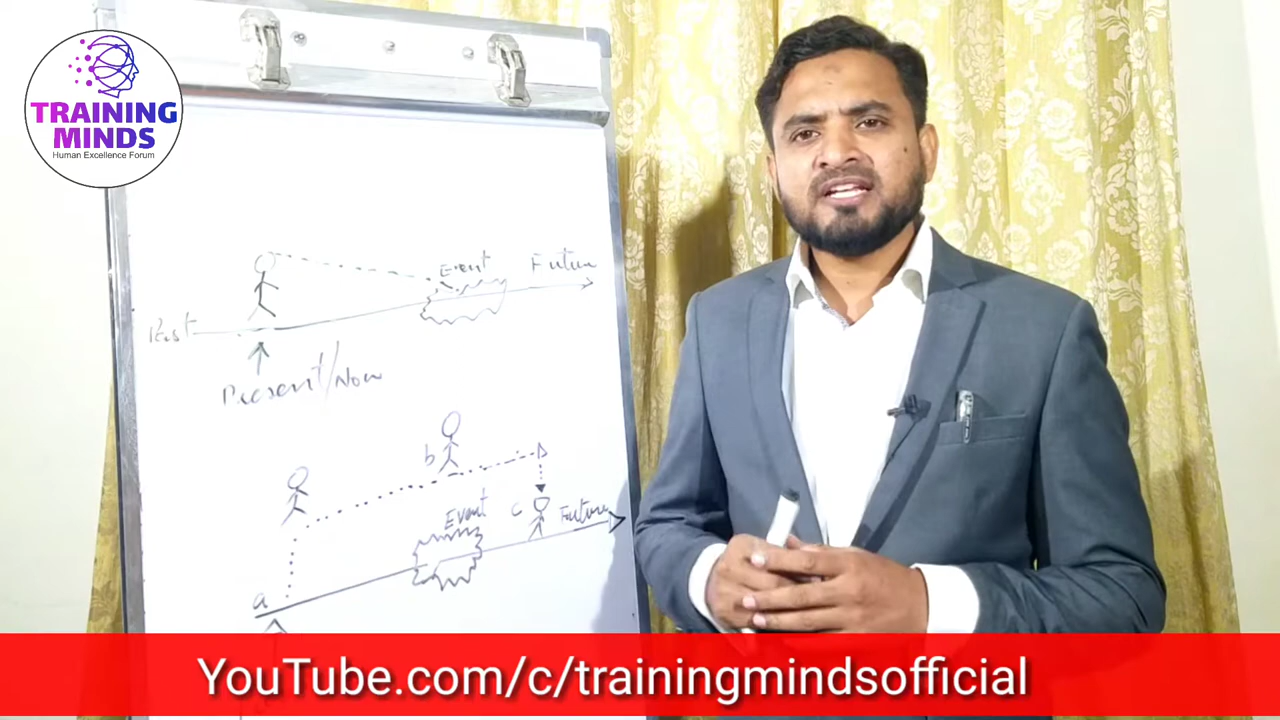 TRAINING
MINDS
Human Excellence Forum
Event
Future
Past
Present/Now
b
Event
c
Future
a
YouTube.com/c/trainingmindsofficial